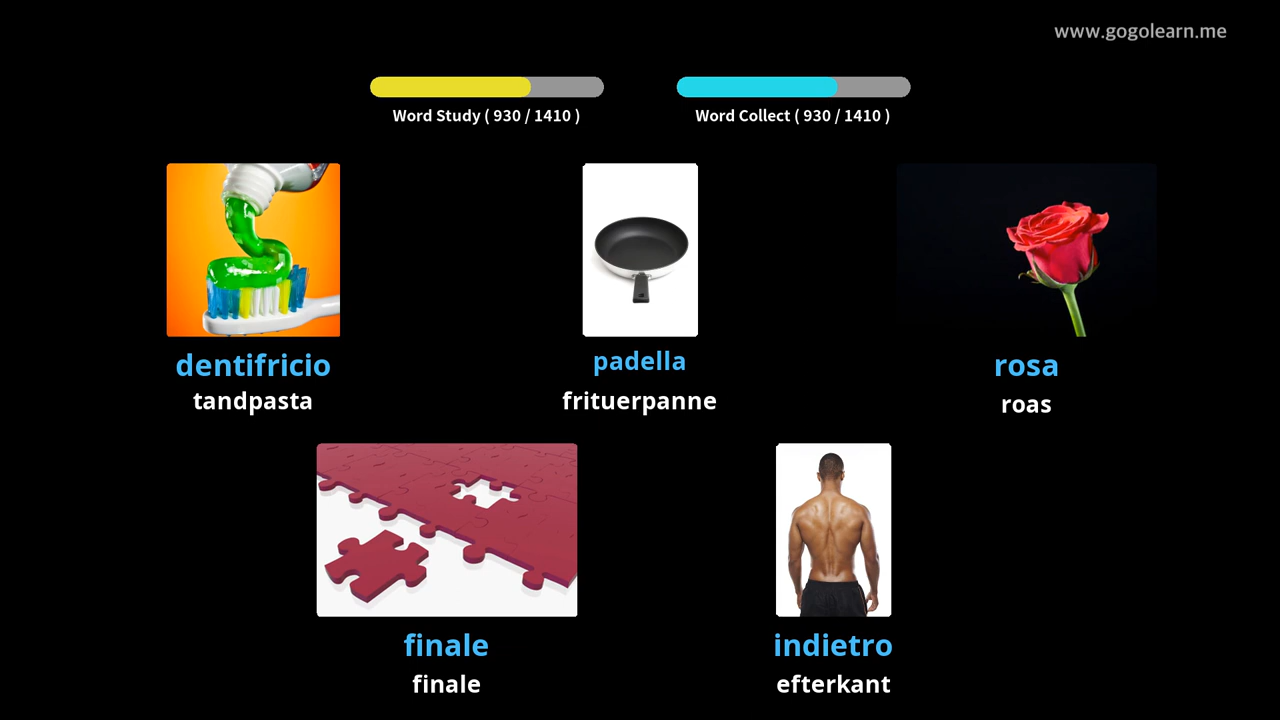 www.gogolearn.me
Word Study ( 930 / 1410 )
Word Collect ( 930 / 1410 )
dentifricio
tandpasta
padella
frituerpanne
rosa
roas
finale
finale
indietro
efterkant